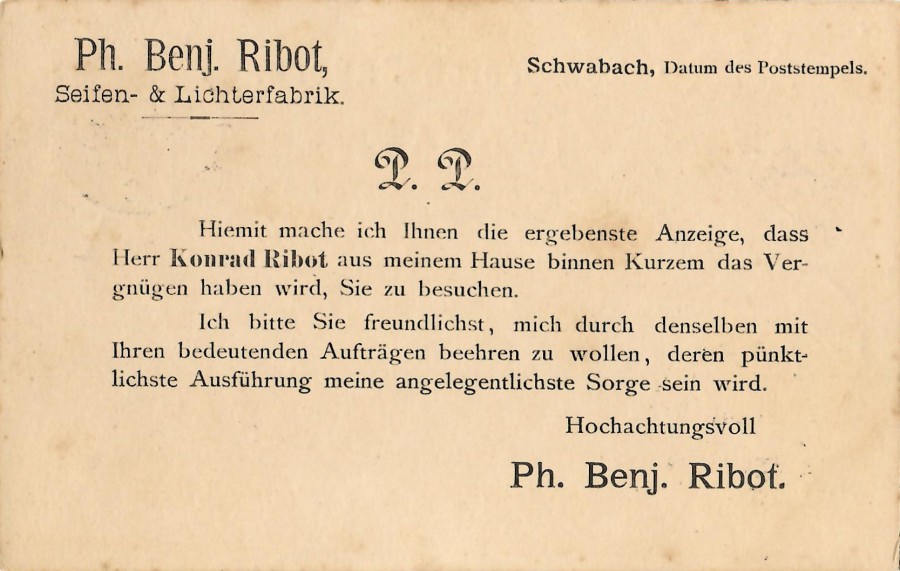 Ph. Benj. Ribot,
Seifen- & Lichterfabrik.
Schwabach, Datum des Poststempels.
P. P.
Hiemit mache ich Ihnen die ergebenste Anzeige, dass
Herr Konrad Ribot aus meinem Hause binnen Kurzem das Ver-
gnügen haben wird, Sie zu besuchen.
Ich bitte Sie freundlichst, mich durch denselben mit
Ihren bedeutenden Aufträgen beehren zu wollen, deren pünkt-
lichste Ausführung meine angelegentlichste Sorge sein wird.
Hochachtungsvoll
Ph. Benj. Ribot.